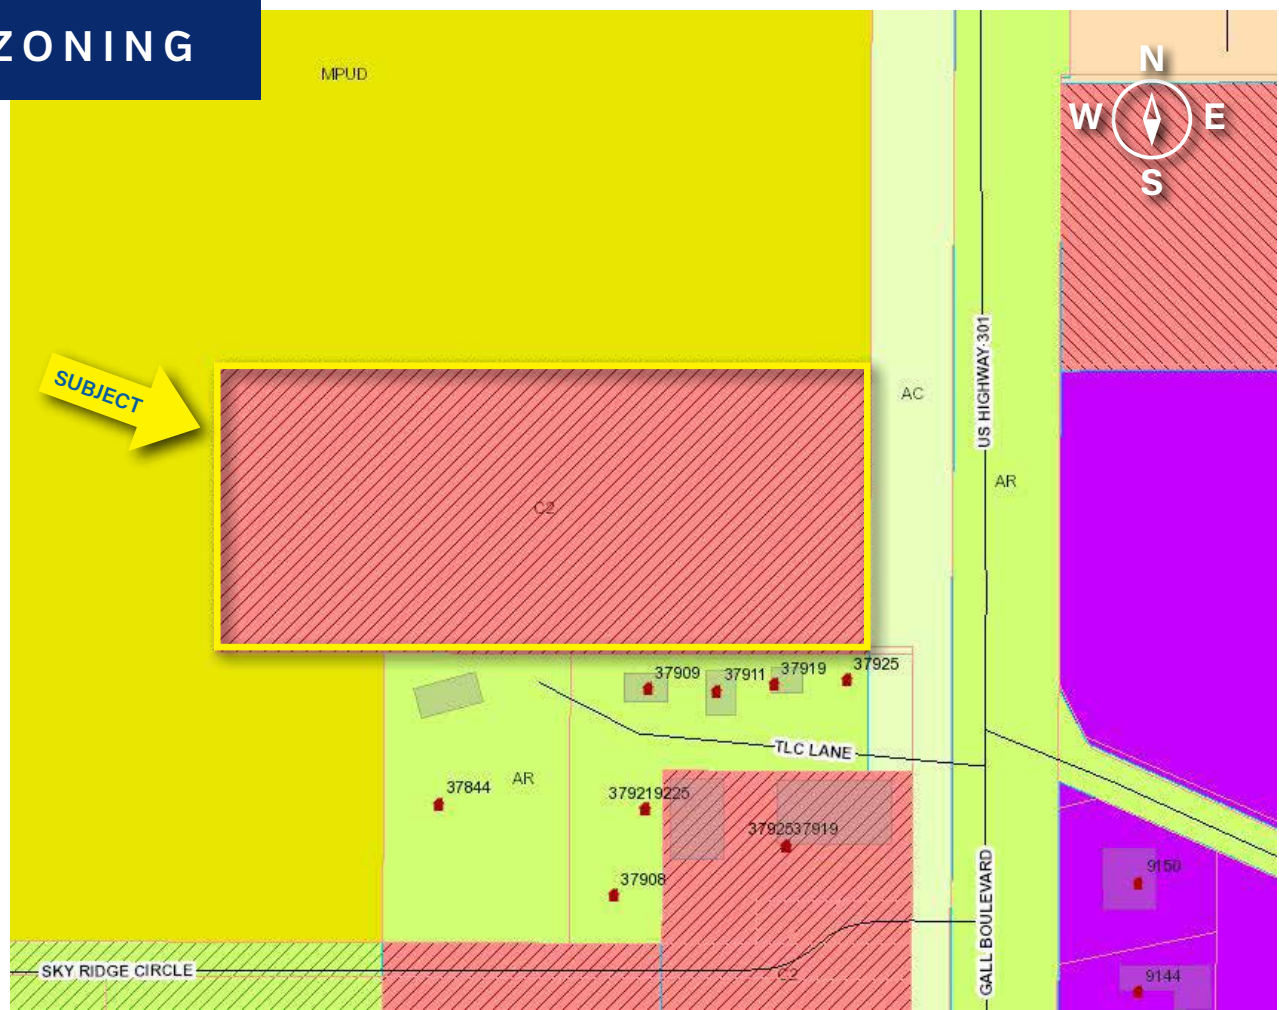 ZONING
MPUD
N
W
E
S
SUBJECT
US HIGHWAY 301
AC
AR
C2
37909
37911
37919
37925
TLC LANE
37844
AR
379219225
3792537919
37908
9150
GALL BOULEVARD
SKY RIDGE CIRCLE
C2
9144